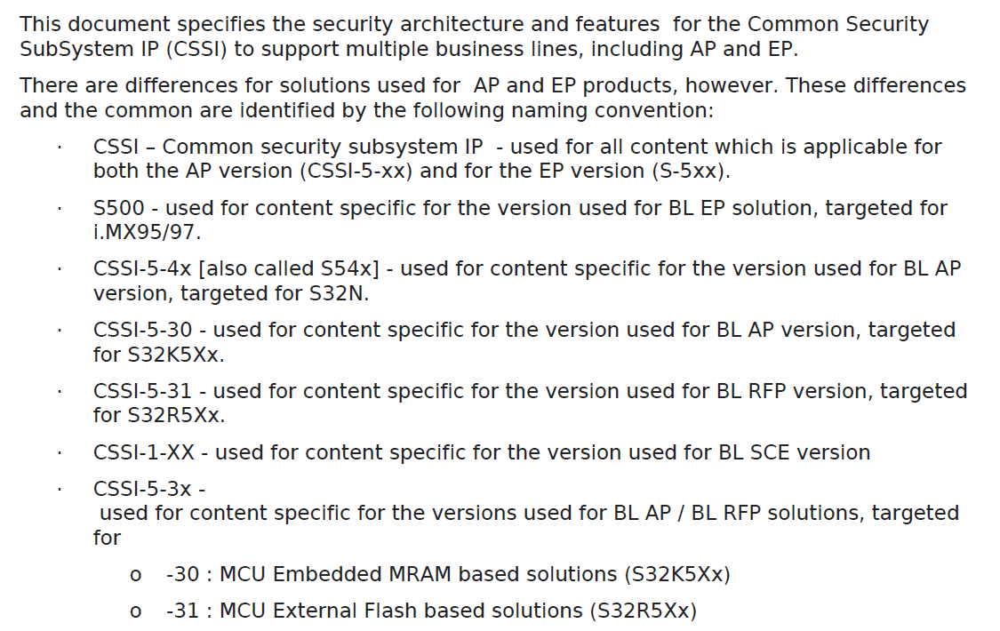 This document specifies the security architecture and features  for the Common Security
SubSystem IP (CSSI) to support multiple business lines, including AP and EP.
There are differences for solutions used for  AP and EP products, however. These differences
and the common are identified by the following naming convention:
· CSSI – Common security subsystem IP  - used for all content which is applicable for
both the AP version (CSSI-5-xx) and for the EP version (S-5xx).
· S500 - used for content specific for the version used for BL EP solution, targeted for
i.MX95/97.
· CSSI-5-4x [also called S54x] - used for content specific for the version used for BL AP
version, targeted for S32N.
· CSSI-5-30 - used for content specific for the version used for BL AP version, targeted
for S32K5Xx.
· CSSI-5-31 - used for content specific for the version used for BL RFP version, targeted
for S32R5Xx.
· CSSI-1-XX - used for content specific for the version used for BL SCE version
· CSSI-5-3x -
used for content specific for the versions used for BL AP / BL RFP solutions, targeted
for
o -30 : MCU Embedded MRAM based solutions (S32K5Xx)
o -31 : MCU External Flash based solutions (S32R5Xx)